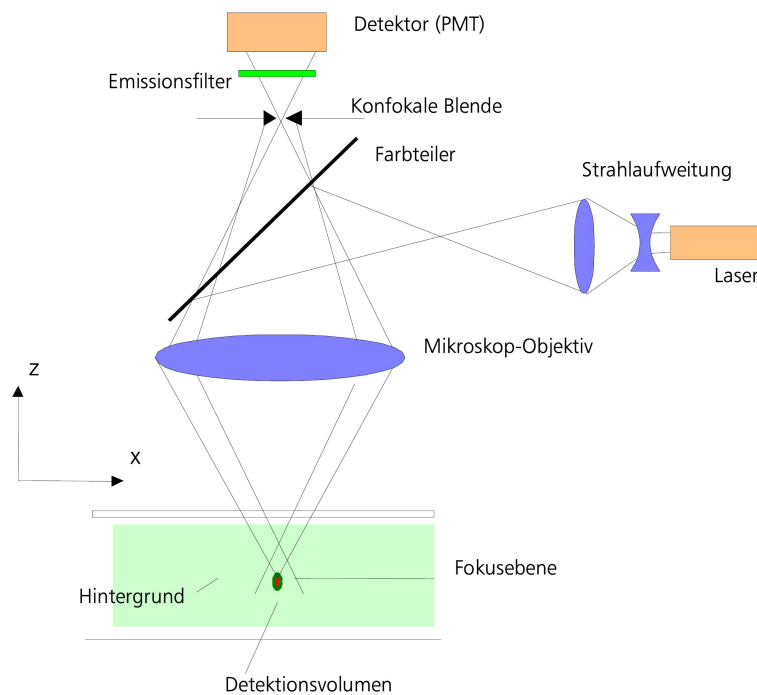 Detektor (PMT)
Emissionsfilter
Konfokale Blende
Farbteiler
Strahlaufweitung
Laser
Mikroskop-Objektiv
z
x
Fokusebene
Hintergrund
Detektionsvolumen